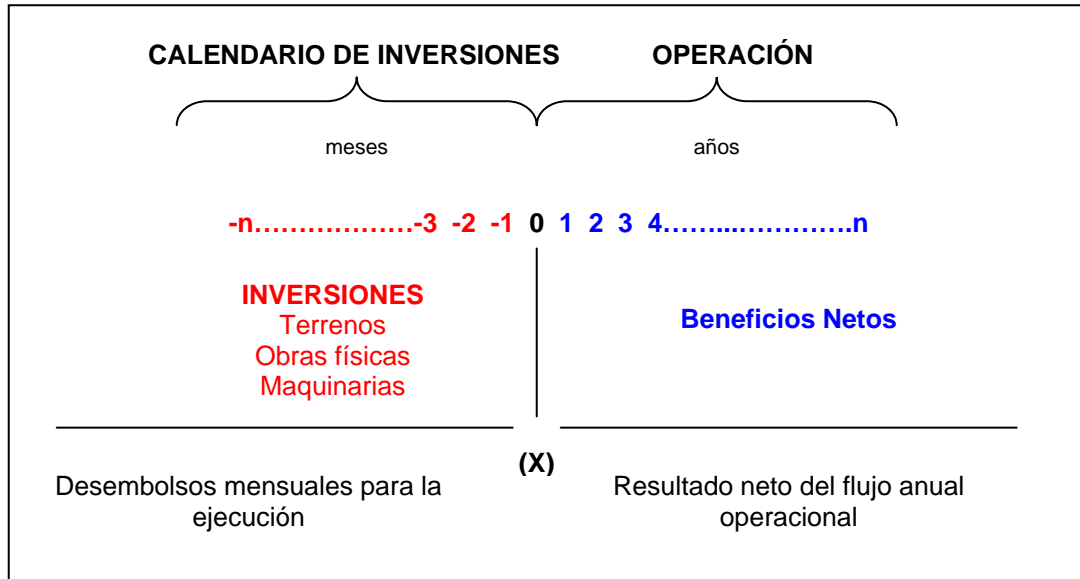 CALENDARIO DE INVERSIONES OPERACIÓN
meses años
-n..................-3 -2 -1 0 1 2 3 4……...………….n
INVERSIONES
Terrenos
Obras físicas
Maquinarias
Beneficios Netos
(X)
Desembolsos mensuales para la
ejecución
Resultado neto del flujo anual
operacional